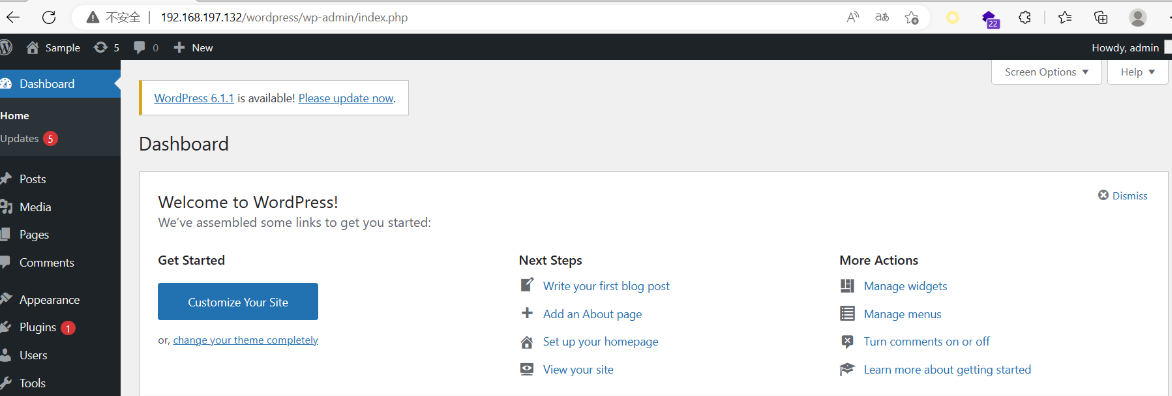 不安全 192.168.197.132/wordpress/wp-admin/index.php A aあ 22
Sample 5 0 New Howdy, admin
Dashboard
Home
Updates 5
Posts
Media
Pages
Comments
Appearance
Plugins 1
Users
Tools
Screen Options Help
WordPress 6.1.1 is available! Please update now.
Dashboard
Welcome to WordPress!
Dismiss
We've assembled some links to get you started:
Get Started
Customize Your Site
or, change your theme completely
Next Steps
Write your first blog post
Add an About page
Set up your homepage
View your site
More Actions
Manage widgets
Manage menus
Turn comments on or off
Learn more about getting started